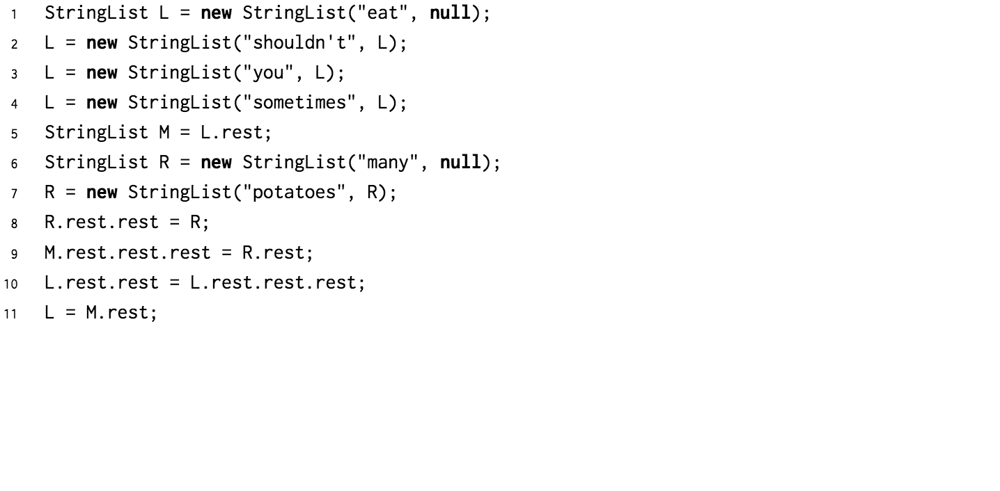 1 StringList L = new StringList("eat", null);
2 L = new StringList("shouldn't", L);
3 L = new StringList("you", L);
4 L = new StringList("sometimes", L);
5 StringList M = L.rest;
6 StringList R = new StringList("many", null);
7 R = new StringList("potatoes", R);
8 R.rest.rest = R;
9 M.rest.rest.rest = R.rest;
10 L.rest.rest = L.rest.rest.rest;
11 L = M.rest;